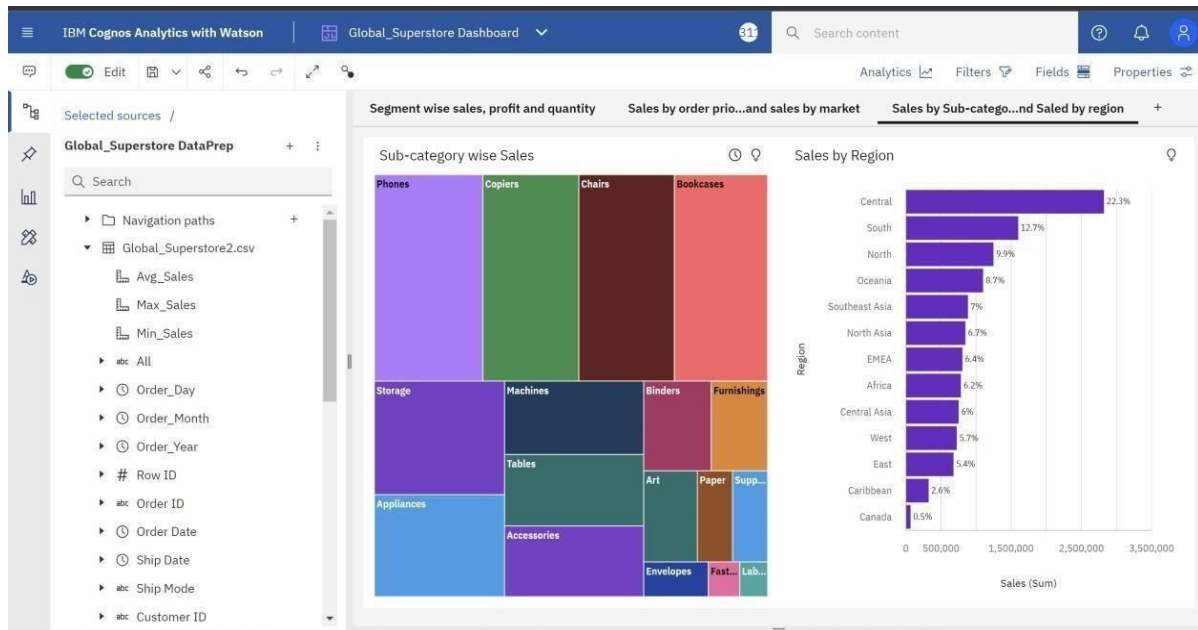 IBM Cognos Analytics with Watson
Global_Superstore Dashboard
Search content
Edit
Analytics
Filters
Fields
Properties
Selected sources /
Global_Superstore DataPrep
Search
Navigation paths
Global_Superstore2.csv
Avg_Sales
Max_Sales
Min_Sales
abc All
Order_Day
Order_Month
Order_Year
# Row ID
abc Order ID
Order Date
Ship Date
abc Ship Mode
abc Customer ID
Segment wise sales, profit and quantity
Sales by order prio...and sales by market
Sales by Sub-catego...nd Saled by region
Sub-category wise Sales
Phones
Copiers
Chairs
Bookcases
Storage
Machines
Binders
Furnishings
Tables
Art
Paper
Supp...
Appliances
Accessories
Envelopes
Fast...
Lab...
Sales by Region
Region
Central 22.3%
South 12.7%
North 9.9%
Oceania 8.7%
Southeast Asia 7%
North Asia 6.7%
EMEA 6.4%
Africa 6.2%
Central Asia 6%
West 5.7%
East 5.4%
Caribbean 2.6%
Canada 0.5%
0 500,000 1,500,000 2,500,000 3,500,000
Sales (Sum)